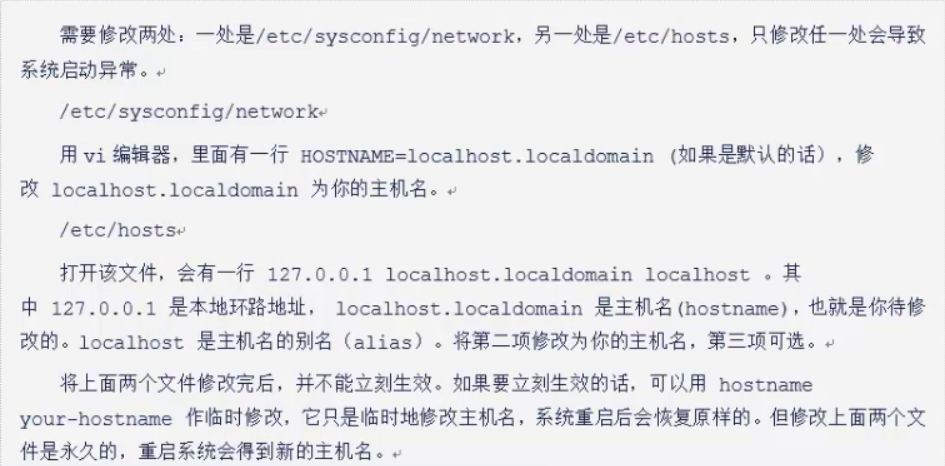 需要修改两处：一处是/etc/sysconfig/network，另一处是/etc/hosts，只修改任一处会导致
系统启动异常。↵
/etc/sysconfig/network↵
用 vi 编辑器，里面有一行 HOSTNAME=localhost.localdomain (如果是默认的话），修
改 localhost.localdomain 为你的主机名。↵
/etc/hosts↵
打开该文件，会有一行 127.0.0.1 localhost.localdomain localhost 。其
中 127.0.0.1 是本地环路地址， localhost.localdomain 是主机名(hostname)，也就是你待修
改的。localhost 是主机名的别名（alias）。将第二项修改为你的主机名，第三项可选。↵
将上面两个文件修改完后，并不能立刻生效。如果要立刻生效的话，可以用 hostname
your-hostname 作临时修改，它只是临时地修改主机名，系统重启后会恢复原样的。但修改上面两个文
件是永久的，重启系统会得到新的主机名。↵